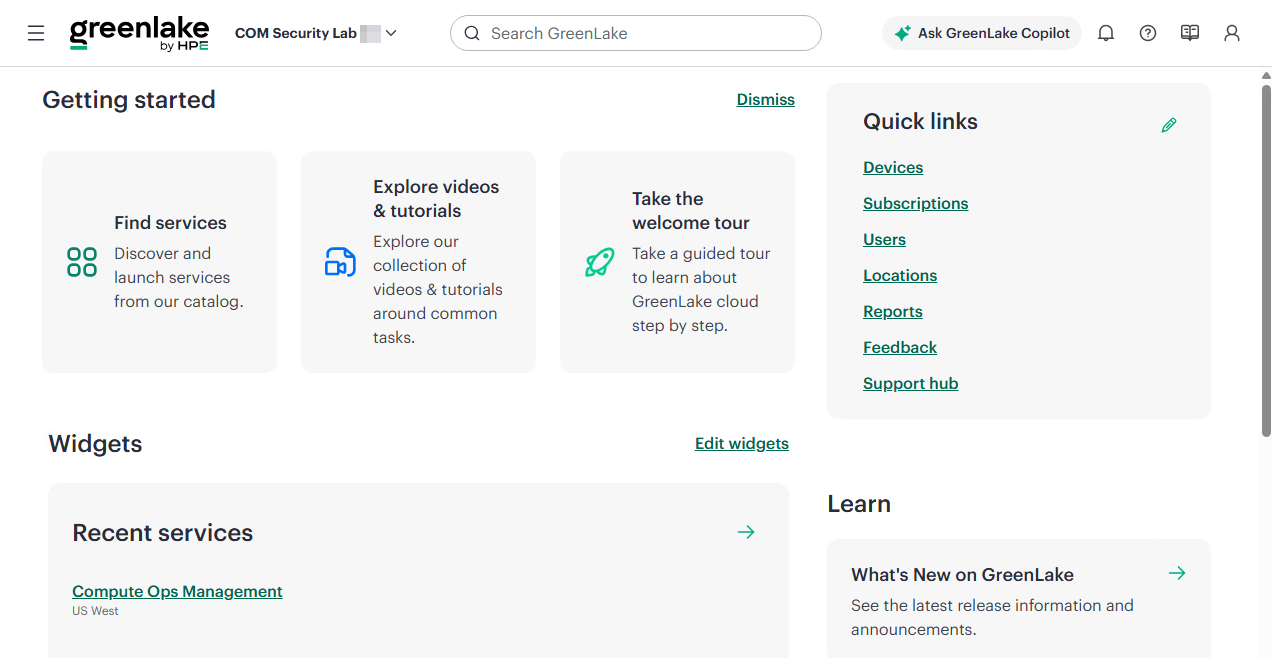 greenlake
by HPE
COM Security Lab
Search GreenLake
Ask GreenLake Copilot
Getting started
Dismiss
Find services
Discover and
launch services
from our catalog.
Explore videos
& tutorials
Explore our
collection of
videos & tutorials
around common
tasks.
Take the
welcome tour
Take a guided tour
to learn about
GreenLake cloud
step by step.
Quick links
Devices
Subscriptions
Users
Locations
Reports
Feedback
Support hub
Widgets
Edit widgets
Recent services
Compute Ops Management
US West
Learn
What's New on GreenLake
See the latest release information and
announcements.